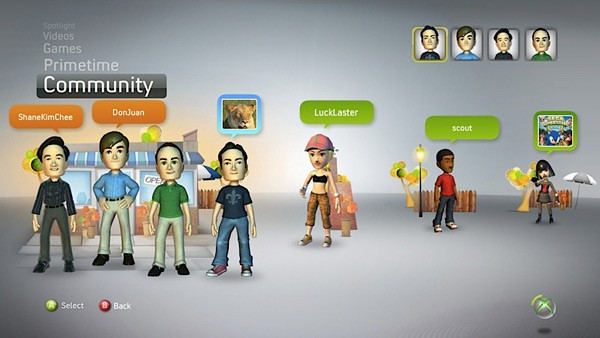 Spotlight
Videos
Games
Primetime
Community
ShaneKimChee
DonJuan
LuckLaster
scout
OPEN
A Select
B Back